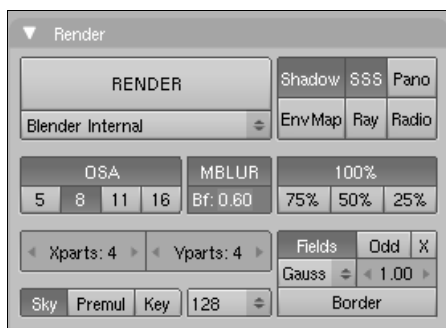 Render
RENDER
Shadow SSS Pano
Blender Internal
EnvMap Ray Radio
OSA MBLUR 100%
5 8 11 16 Bf: 0.60 75% 50% 25%
Xparts: 4 Yparts: 4 Fields Odd X
Gauss 1.00
Sky Premul Key 128 Border